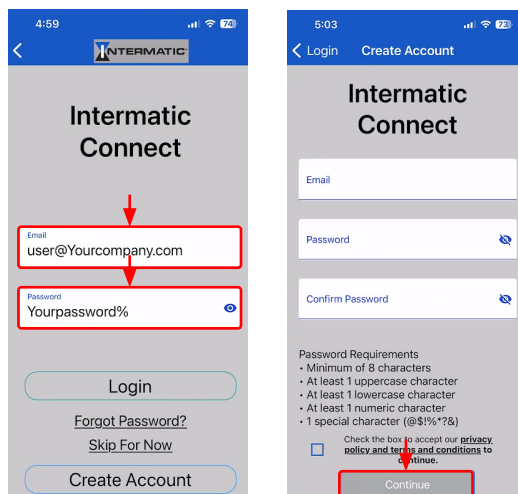 4:59
74
INTERMATIC
Intermatic
Connect
Email
user@Yourcompany.com
Password
Yourpassword%
Login
Forgot Password?
Skip For Now
Create Account
5:03
73
Login Create Account
Intermatic
Connect
Email
Password
Confirm Password
Password Requirements
• Minimum of 8 characters
• At least 1 uppercase character
• At least 1 lowercase character
• At least 1 numeric character
• 1 special character (@$!%*?&)
Check the box to accept our privacy
policy and terms and conditions to
continue.
Continue